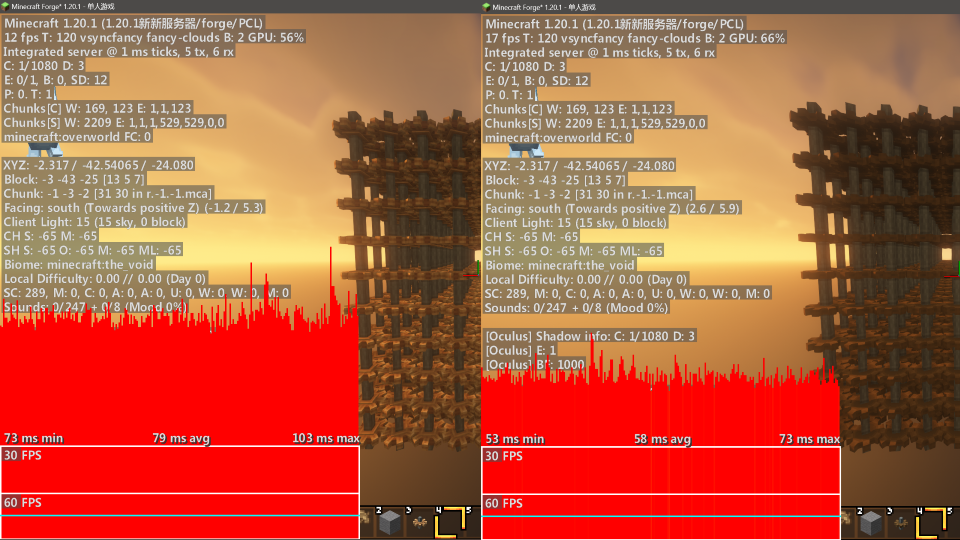 Minecraft Forge* 1.20.1 - 单人游戏
Minecraft 1.20.1 (1.20.1新新服务器/forge/PCL)
12 fps T: 120 vsyncfancy fancy-clouds B: 2 GPU: 56%
Integrated server @ 1 ms ticks, 5 tx, 6 rx
C: 1/1080 D: 3
E: 0/1, B: 0, SD: 12
P: 0. T: 1
Chunks[C] W: 169, 123 E: 1,1,123
Chunks[S] W: 2209 E: 1,1,1,529,529,0,0
minecraft:overworld FC: 0
XYZ: -2.317 / -42.54065 / -24.080
Block: -3 -43 -25 [13 5 7]
Chunk: -1 -3 -2 [31 30 in r.-1.-1.mca]
Facing: south (Towards positive Z) (-1.2 / 5.3)
Client Light: 15 (15 sky, 0 block)
CH S: -65 M: -65
SH S: -65 O: -65 M: -65 ML: -65
Biome: minecraft:the_void
Local Difficulty: 0.00 // 0.00 (Day 0)
SC: 289, M: 0, C: 0, A: 0, A: 0, U: 0, W: 0, W: 0, M: 0
Sounds: 0/247 + 0/8 (Mood 0%)
73 ms min
79 ms avg
103 ms max
30 FPS
60 FPS
2
3
4
5
Minecraft Forge* 1.20.1 - 单人游戏
Minecraft 1.20.1 (1.20.1新新服务器/forge/PCL)
17 fps T: 120 vsyncfancy fancy-clouds B: 2 GPU: 66%
Integrated server @ 1 ms ticks, 5 tx, 6 rx
C: 1/1080 D: 3
E: 0/1, B: 0, SD: 12
P: 0. T: 1
Chunks[C] W: 169, 123 E: 1,1,123
Chunks[S] W: 2209 E: 1,1,1,529,529,0,0
minecraft:overworld FC: 0
XYZ: -2.317 / -42.54065 / -24.080
Block: -3 -43 -25 [13 5 7]
Chunk: -1 -3 -2 [31 30 in r.-1.-1.mca]
Facing: south (Towards positive Z) (2.6 / 5.9)
Client Light: 15 (15 sky, 0 block)
CH S: -65 M: -65
SH S: -65 O: -65 M: -65 ML: -65
Biome: minecraft:the_void
Local Difficulty: 0.00 // 0.00 (Day 0)
SC: 289, M: 0, C: 0, A: 0, A: 0, U: 0, W: 0, W: 0, M: 0
Sounds: 0/247 + 0/8 (Mood 0%)
[Oculus] Shadow info: C: 1/1080 D: 3
[Oculus] E: 1
[Oculus] 1000
53 ms min
58 ms avg
73 ms max
30 FPS
60 FPS
2
3
4
5